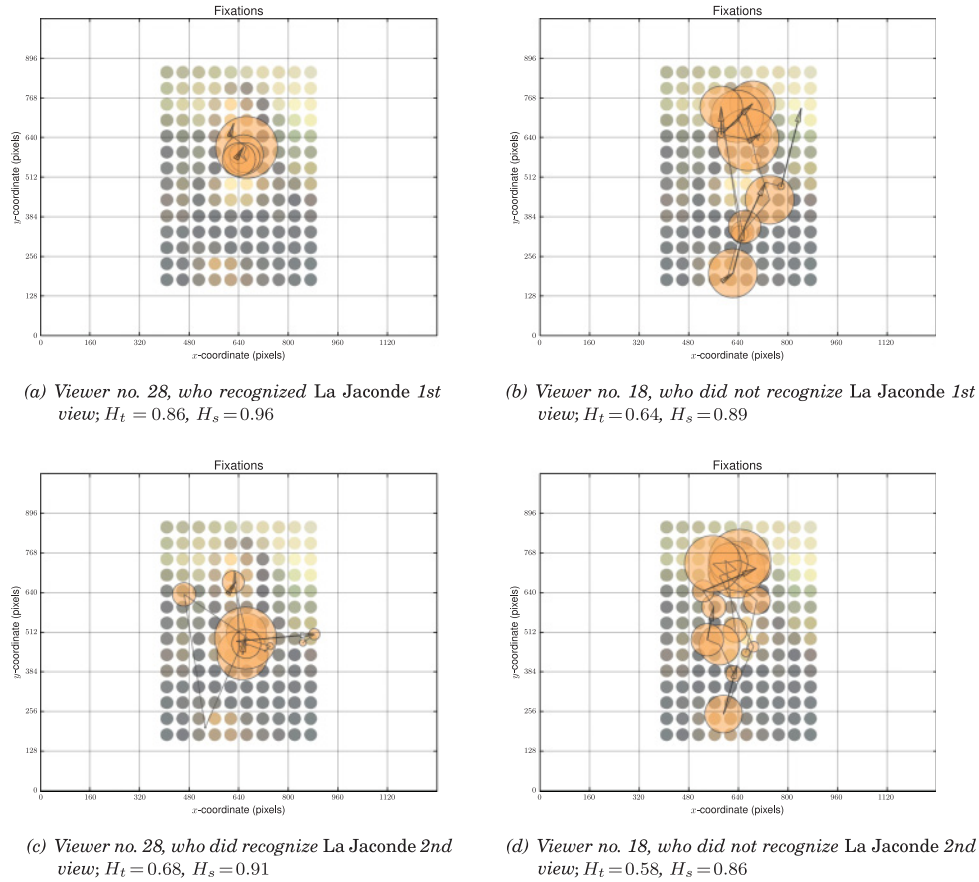 Fixations
896
768
640
512
384
256
128
0
y-coordinate (pixels)
0 160 320 480 640 800 960 1120
x-coordinate (pixels)
(a) Viewer no. 28, who recognized La Jaconde 1st
view; Ht = 0.86, Hs = 0.96
Fixations
896
768
640
512
384
256
128
0
y-coordinate (pixels)
0 160 320 480 640 800 960 1120
x-coordinate (pixels)
(b) Viewer no. 18, who did not recognize La Jaconde 1st
view; Ht = 0.64, Hs = 0.89
Fixations
896
768
640
512
384
256
128
0
y-coordinate (pixels)
0 160 320 480 640 800 960 1120
x-coordinate (pixels)
(c) Viewer no. 28, who did recognize La Jaconde 2nd
view; Ht = 0.68, Hs = 0.91
Fixations
896
768
640
512
384
256
128
0
y-coordinate (pixels)
0 160 320 480 640 800 960 1120
x-coordinate (pixels)
(d) Viewer no. 18, who did not recognize La Jaconde 2nd
view; Ht = 0.58, Hs = 0.86